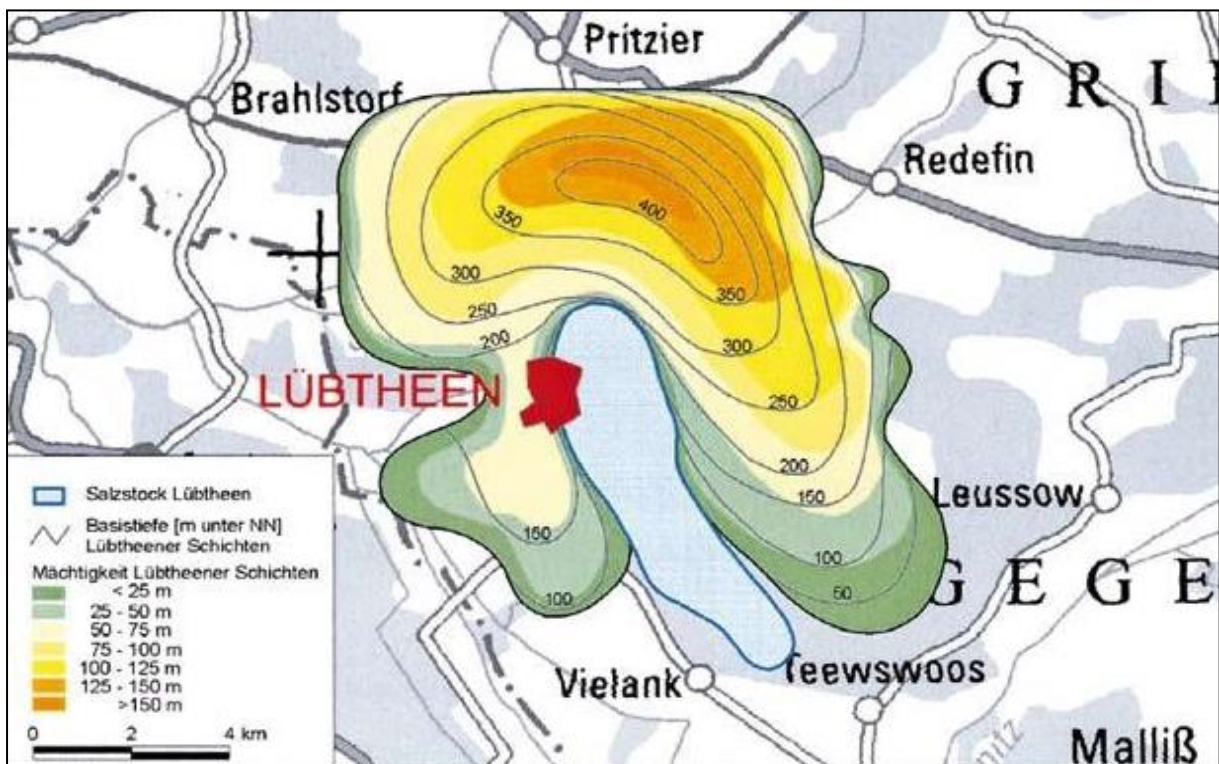 Pritzier
GRI
Brahlstorf
Redefin
400
350
300
350
250
200
300
LÜBTHEEN
250
200
150
Leussow
150
100
50
100
GEGE
Salzstock Lübtheen
Basistiefe [m unter NN]
Lübtheener Schichten
Mächtigkeit Lübtheener Schichten
< 25 m
25 - 50 m
50 - 75 m
75 - 100 m
100 - 125 m
125 - 150 m
>150 m
0 2 4 km
Vielank
Teewswoos
Malliß